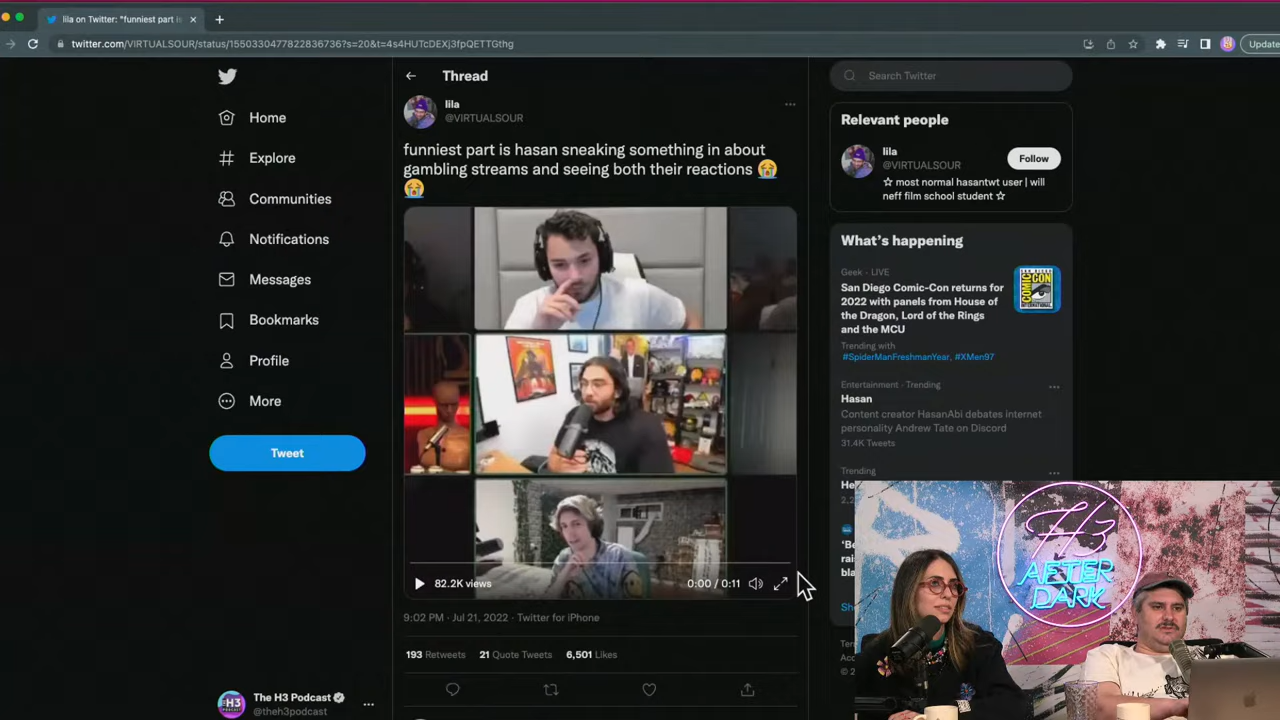 lila on Twitter: "funniest part is
twitter.com/VIRTUALSOUR/status/1550330477822836736?s=20&t=4s4HUTcDEXj3fpQETTGthg
Update
Home
Explore
Communities
Notifications
Messages
Bookmarks
Profile
More
Tweet
The H3 Podcast
@theh3podcast
Thread
lila
@VIRTUALSOUR
funniest part is hasan sneaking something in about
gambling streams and seeing both their reactions 😭
😭
82.2K views
0:00 / 0:11
9:02 PM · Jul 21, 2022 · Twitter for iPhone
193 Retweets 21 Quote Tweets 6,501 Likes
Search Twitter
Relevant people
lila
@VIRTUALSOUR
Follow
☆ most normal hasantwt user | will
neff film school student ☆
What's happening
Geek · LIVE
San Diego Comic-Con returns for
2022 with panels from House of
the Dragon, Lord of the Rings
and the MCU
COMIC CON
Trending with
#SpiderManFreshmanYear, #XMen97
Entertainment · Trending
Hasan
Content creator HasanAbi debates internet
personality Andrew Tate on Discord
31.4K Tweets
Trending
H3
AFTER
DARK